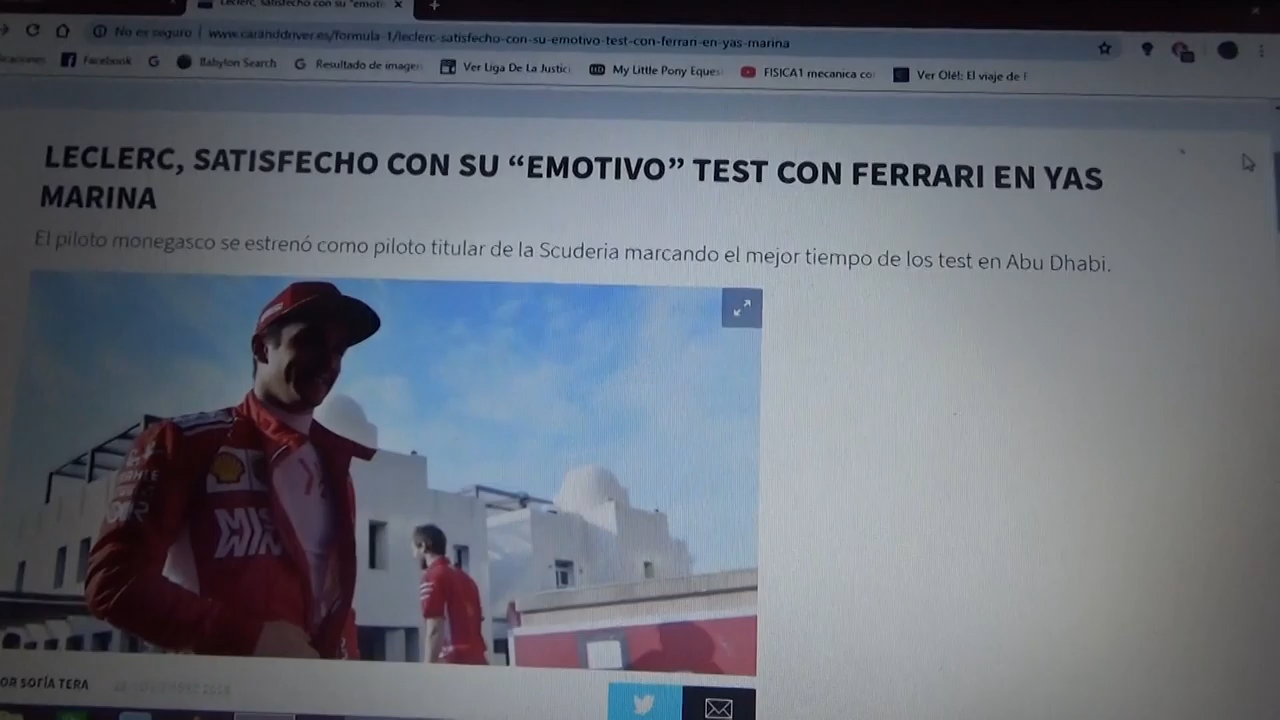 Leclerc, satisfecho con su "emoti
No es seguro | www.caranddriver.es/formula-1/leclerc-satisfecho-con-su-emotivo-test-con-ferrari-en-yas-marina
Facebook Babylon Search Resultado de imagen Ver Liga De La Justici My Little Pony Eques FISICA1 mecanica co Ver Olé!: El viaje de F
LECLERC, SATISFECHO CON SU “EMOTIVO” TEST CON FERRARI EN YAS
MARINA
El piloto monegasco se estrenó como piloto titular de la Scuderia marcando el mejor tiempo de los test en Abu Dhabi.
MIS
WIN
OR SOFÍA TERA